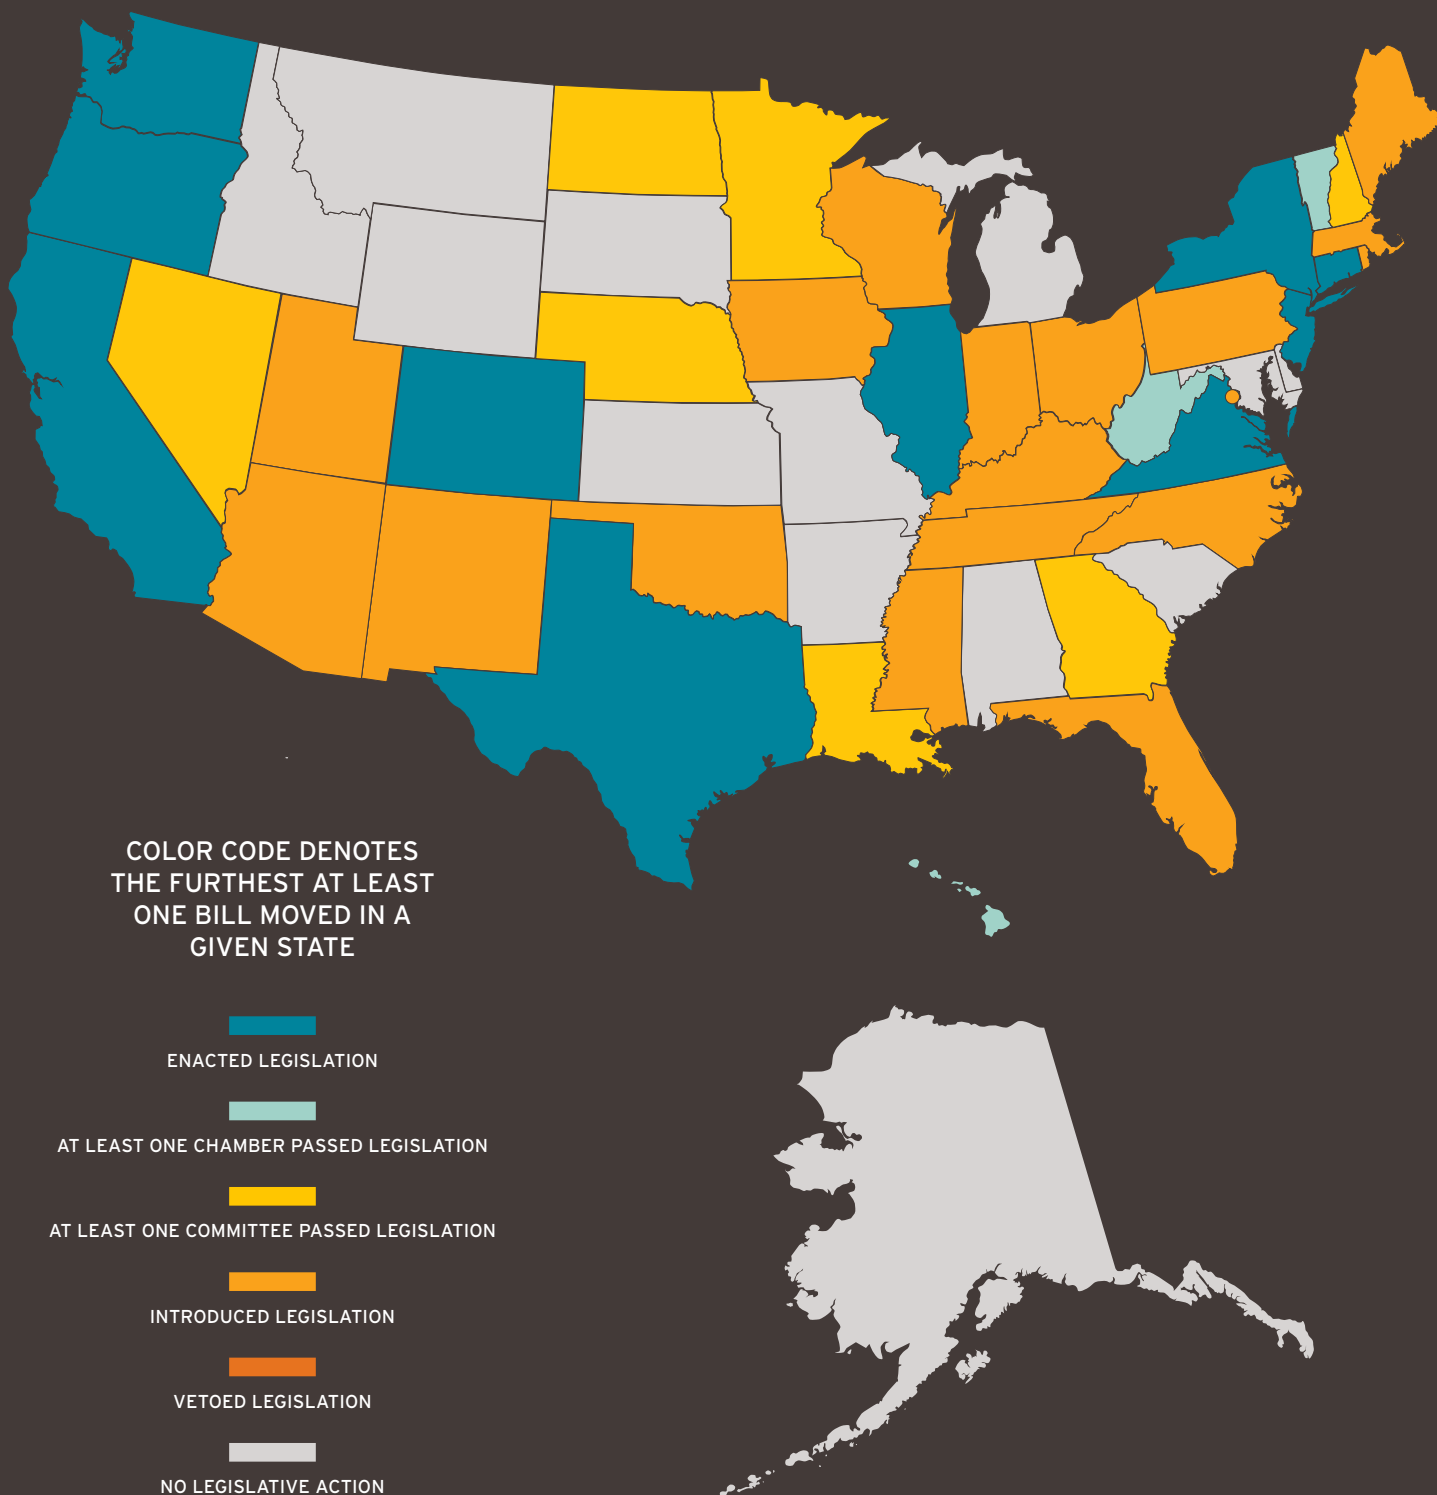 COLOR CODE DENOTES
THE FURTHEST AT LEAST
ONE BILL MOVED IN A
GIVEN STATE
ENACTED LEGISLATION
AT LEAST ONE CHAMBER PASSED LEGISLATION
AT LEAST ONE COMMITTEE PASSED LEGISLATION
INTRODUCED LEGISLATION
VETOED LEGISLATION
NO LEGISLATIVE ACTION